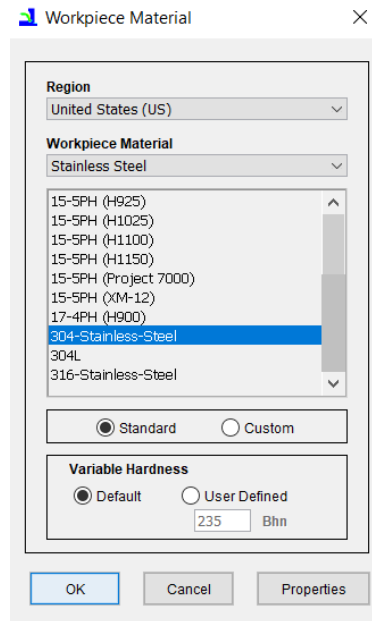 Workpiece Material
Region
United States (US)
Workpiece Material
Stainless Steel
15-5PH (H925)
15-5PH (H1025)
15-5PH (H1100)
15-5PH (H1150)
15-5PH (Project 7000)
15-5PH (XM-12)
17-4PH (H900)
304-Stainless-Steel
304L
316-Stainless-Steel
Standard Custom
Variable Hardness
Default User Defined
235 Bhn
OK Cancel Properties